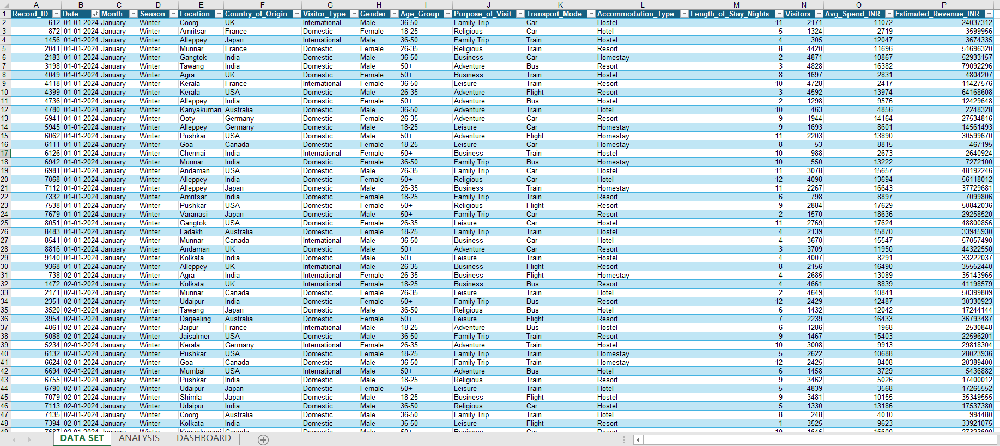 A B C D E F G H I J K L M N O P
1 Record_ID Date Month Season Location Country_of_Origin Visitor_Type Gender Age_Group Purpose_of_Visit Transport_Mode Accommodation_Type Length_of_Stay_Nights Visitors Avg_Spend_INR Estimated_Revenue_INR
2 612 01-01-2024 January Winter Coorg UK International Male 36-50 Family Trip Car Hostel 11 2171 11072 24037312
3 872 01-01-2024 January Winter Amritsar France Domestic Female 18-25 Religious Car Hotel 5 1324 2719 3599956
4 1456 01-01-2024 January Winter Alleppey Japan International Male 36-50 Family Trip Train Hostel 4 305 12047 3674335
5 2041 01-01-2024 January Winter Munnar France Domestic Female 26-35 Religious Train Resort 8 4420 11696 51696320
6 2183 01-01-2024 January Winter Gangtok India Domestic Male 36-50 Business Car Homestay 2 4871 10867 52933157
7 3198 01-01-2024 January Winter Tawang India Domestic Male 50+ Adventure Bus Resort 3 4828 16382 79092296
8 4049 01-01-2024 January Winter Agra UK Domestic Female 50+ Business Train Hostel 8 1697 2831 4804207
9 4118 01-01-2024 January Winter Kerala France International Female 36-50 Leisure Train Resort 10 4728 2417 11427576
10 4399 01-01-2024 January Winter Kerala USA Domestic Male 26-35 Adventure Flight Resort 3 4592 13974 64168608
11 4736 01-01-2024 January Winter Alleppey India Domestic Female 50+ Adventure Bus Hostel 2 1298 9576 12429648
12 4780 01-01-2024 January Winter Kanyakumari Australia Domestic Male 36-50 Adventure Train Hotel 10 463 4856 2248328
13 5941 01-01-2024 January Winter Ooty Germany Domestic Female 26-35 Adventure Car Resort 9 1944 14164 27534816
14 5945 01-01-2024 January Winter Alleppey Germany Domestic Male 18-25 Leisure Car Homestay 9 1693 8601 14561493
15 6062 01-01-2024 January Winter Pushkar USA Domestic Male 50+ Adventure Flight Homestay 11 2203 13890 30599670
16 6111 01-01-2024 January Winter Goa Canada Domestic Female 18-25 Leisure Car Homestay 8 53 8815 467195
17 6126 01-01-2024 January Winter Chennai India International Female 50+ Business Train Hostel 10 988 2673 2640924
18 6942 01-01-2024 January Winter Munnar India Domestic Female 36-50 Family Trip Bus Homestay 10 550 13222 7272100
19 6981 01-01-2024 January Winter Andaman USA Domestic Male 26-35 Family Trip Car Hostel 11 3078 15657 48192246
20 7068 01-01-2024 January Winter Alleppey India Domestic Female 50+ Religious Car Hotel 12 4098 13694 56118012
21 7112 01-01-2024 January Winter Alleppey Japan Domestic Male 26-35 Business Train Homestay 11 2267 16643 37729681
22 7332 01-01-2024 January Winter Amritsar India Domestic Female 18-25 Family Trip Train Resort 6 798 8897 7099806
23 7538 01-01-2024 January Winter Pushkar USA Domestic Female 50+ Religious Flight Resort 9 2884 17629 50842036
24 7679 01-01-2024 January Winter Varanasi Japan Domestic Male 50+ Family Trip Car Resort 2 1570 18636 29258520
25 8051 01-01-2024 January Winter Gangtok USA Domestic Female 26-35 Leisure Car Hostel 11 2769 17624 48800856
26 8483 01-01-2024 January Winter Ladakh Australia Domestic Female 18-25 Family Trip Train Hostel 4 2139 15870 33945930
27 8541 01-01-2024 January Winter Munnar Canada International Male 36-50 Business Car Hotel 4 3670 15547 57057490
28 8816 01-01-2024 January Winter Andaman UK Domestic Male 50+ Adventure Car Resort 3 3709 11950 44322550
29 9140 01-01-2024 January Winter Kolkata India Domestic Male 50+ Leisure Train Hostel 4 4007 8291 33222037
30 9368 01-01-2024 January Winter Alleppey UK International Male 26-35 Business Flight Resort 8 2156 16490 35552440
31 738 02-01-2024 January Winter Agra India International Female 26-35 Business Flight Homestay 4 2685 13089 35143965
32 1472 02-01-2024 January Winter Kolkata UK International Female 18-25 Business Bus Resort 4 4661 8839 41198579
33 2171 02-01-2024 January Winter Munnar Canada Domestic Female 26-35 Leisure Train Hotel 2 4649 10841 50399809
34 2351 02-01-2024 January Winter Udaipur India Domestic Female 50+ Family Trip Bus Resort 12 2429 12487 30330923
35 3520 02-01-2024 January Winter Tawang Japan Domestic Male 36-50 Religious Bus Hotel 6 1432 12042 17244144
36 3954 02-01-2024 January Winter Darjeeling Australia Domestic Female 50+ Leisure Flight Resort 7 2239 16433 36793487
37 4061 02-01-2024 January Winter Jaipur France International Male 18-25 Adventure Bus Hostel 6 1286 1968 2530848
38 5088 02-01-2024 January Winter Jaisalmer USA Domestic Male 36-50 Family Trip Train Resort 9 1467 15403 22596201
39 5234 02-01-2024 January Winter Kerala Germany International Female 26-35 Adventure Train Hostel 10 3008 9913 29818304
40 6132 02-01-2024 January Winter Pushkar USA Domestic Female 18-25 Family Trip Train Homestay 5 2622 10688 28023936
41 6624 02-01-2024 January Winter Goa Canada Domestic Male 36-50 Family Trip Train Homestay 12 2425 8408 20389400
42 6694 02-01-2024 January Winter Mumbai USA International Male 50+ Adventure Bus Hotel 6 1458 3729 5436882
43 6755 02-01-2024 January Winter Pushkar India Domestic Male 18-25 Religious Train Resort 9 3462 5026 17400012
44 6790 02-01-2024 January Winter Udaipur Japan Domestic Female 50+ Leisure Train Hotel 5 4839 3568 17265552
45 7079 02-01-2024 January Winter Shimla Japan Domestic Male 18-25 Business Flight Hostel 9 3481 10155 35349555
46 7113 02-01-2024 January Winter Udaipur India Domestic Male 36-50 Religious Car Hostel 5 1330 13186 17537380
47 7135 02-01-2024 January Winter Coorg Australia Domestic Male 36-50 Family Trip Train Hotel 8 248 4010 994480
48 7394 02-01-2024 January Winter Kolkata India Domestic Male 36-50 Leisure Flight Resort 1 3525 9623 33921075
49 7687 02-01-2024 January Winter Kanyakumari Canada Domestic Male 50+ Business Car Resort 10 1646 16600 27323600
DATA SET ANALYSIS DASHBOARD